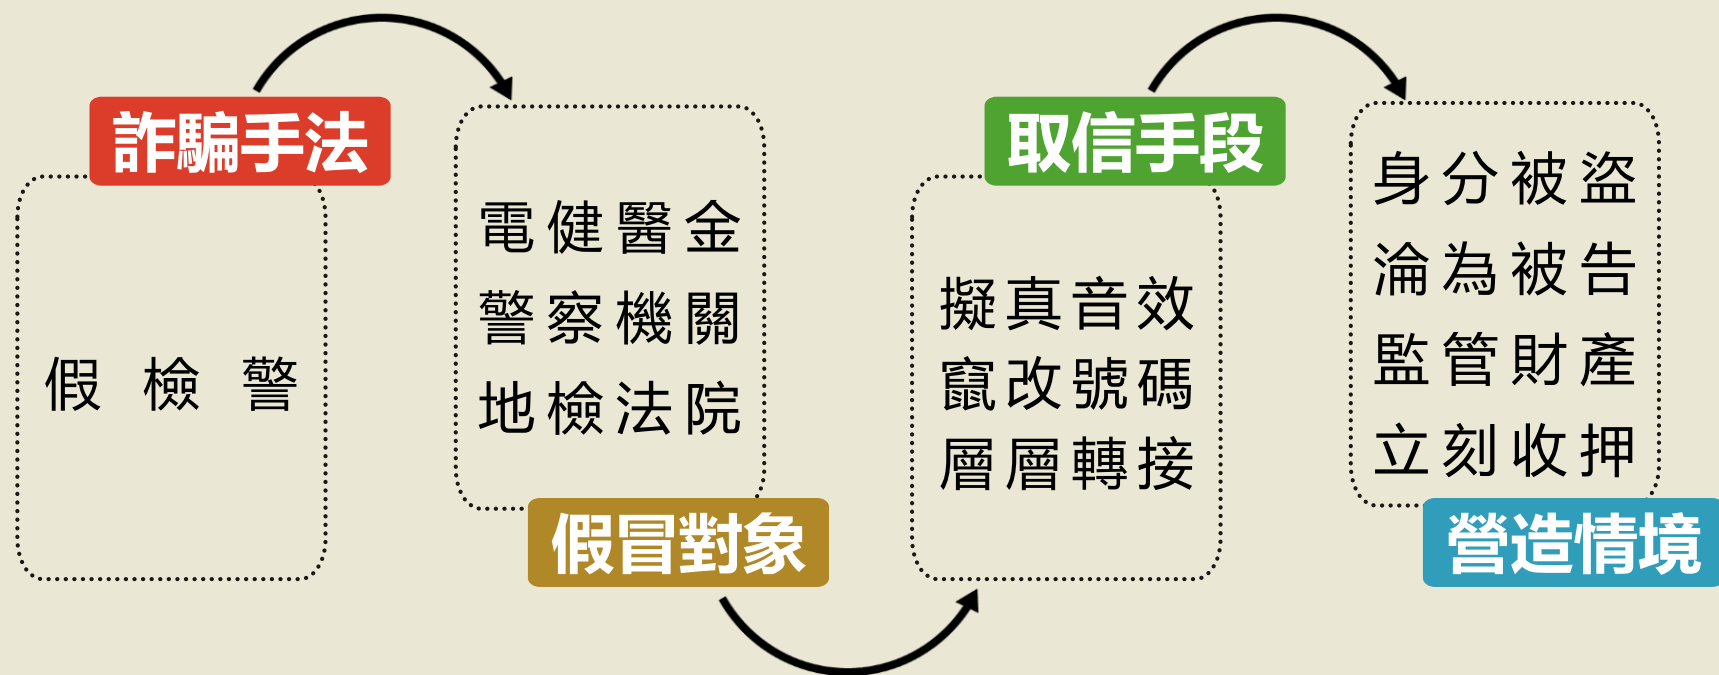 詐騙手法
假檢警
電健醫金
警察機關
地檢法院
假冒對象
取信手段
擬真音效
竄改號碼
層層轉接
身分被盜
淪為被告
監管財產
立刻收押
營造情境